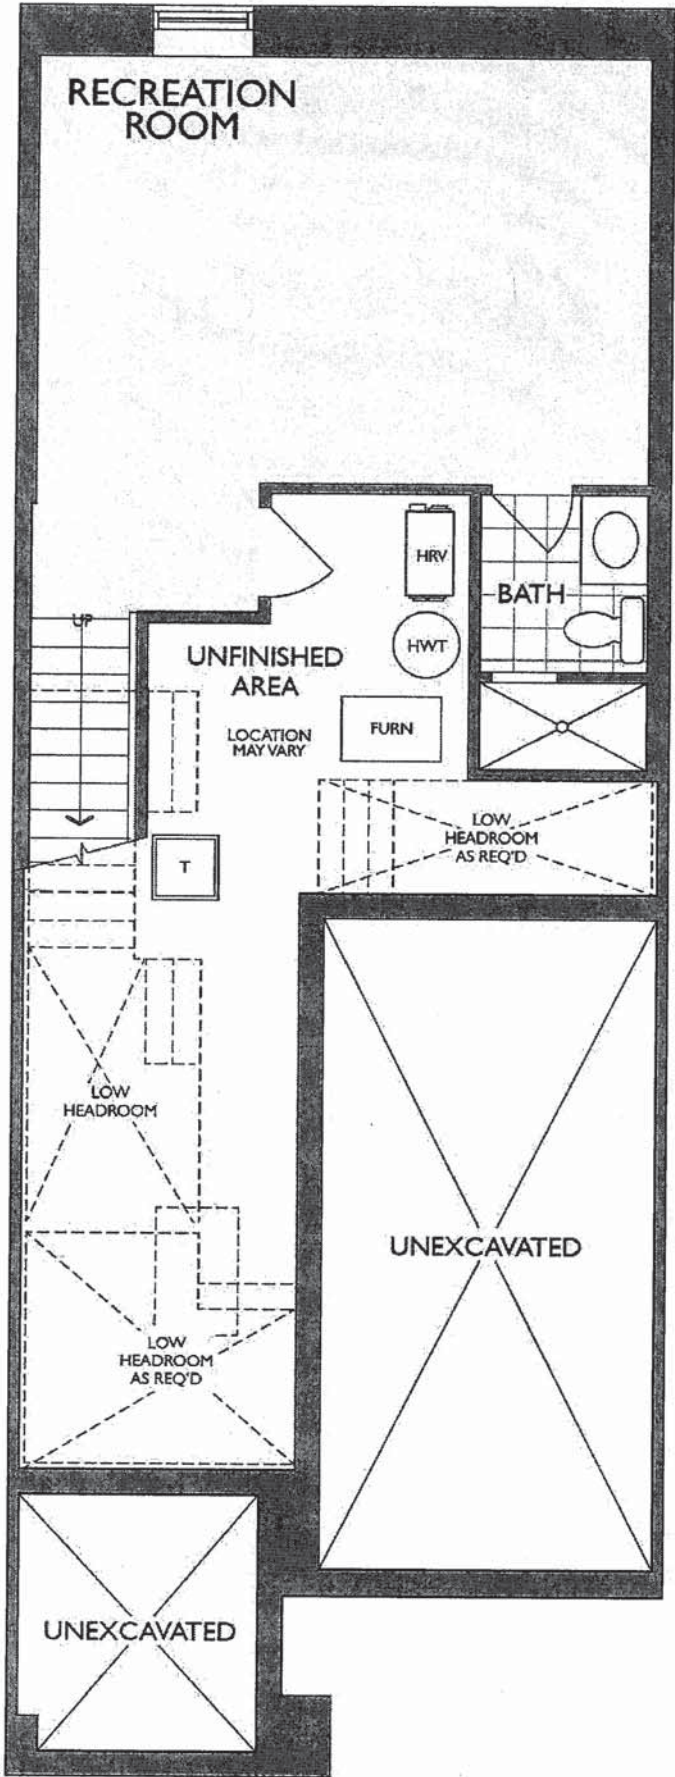 RECREATION
ROOM
HRV
BATH
UP
HWT
UNFINISHED
AREA
LOCATION
MAY VARY
FURN
LOW
HEADROOM
AS REQ'D
T
LOW
HEADROOM
UNEXCAVATED
LOW
HEADROOM
AS REQ'D
UNEXCAVATED